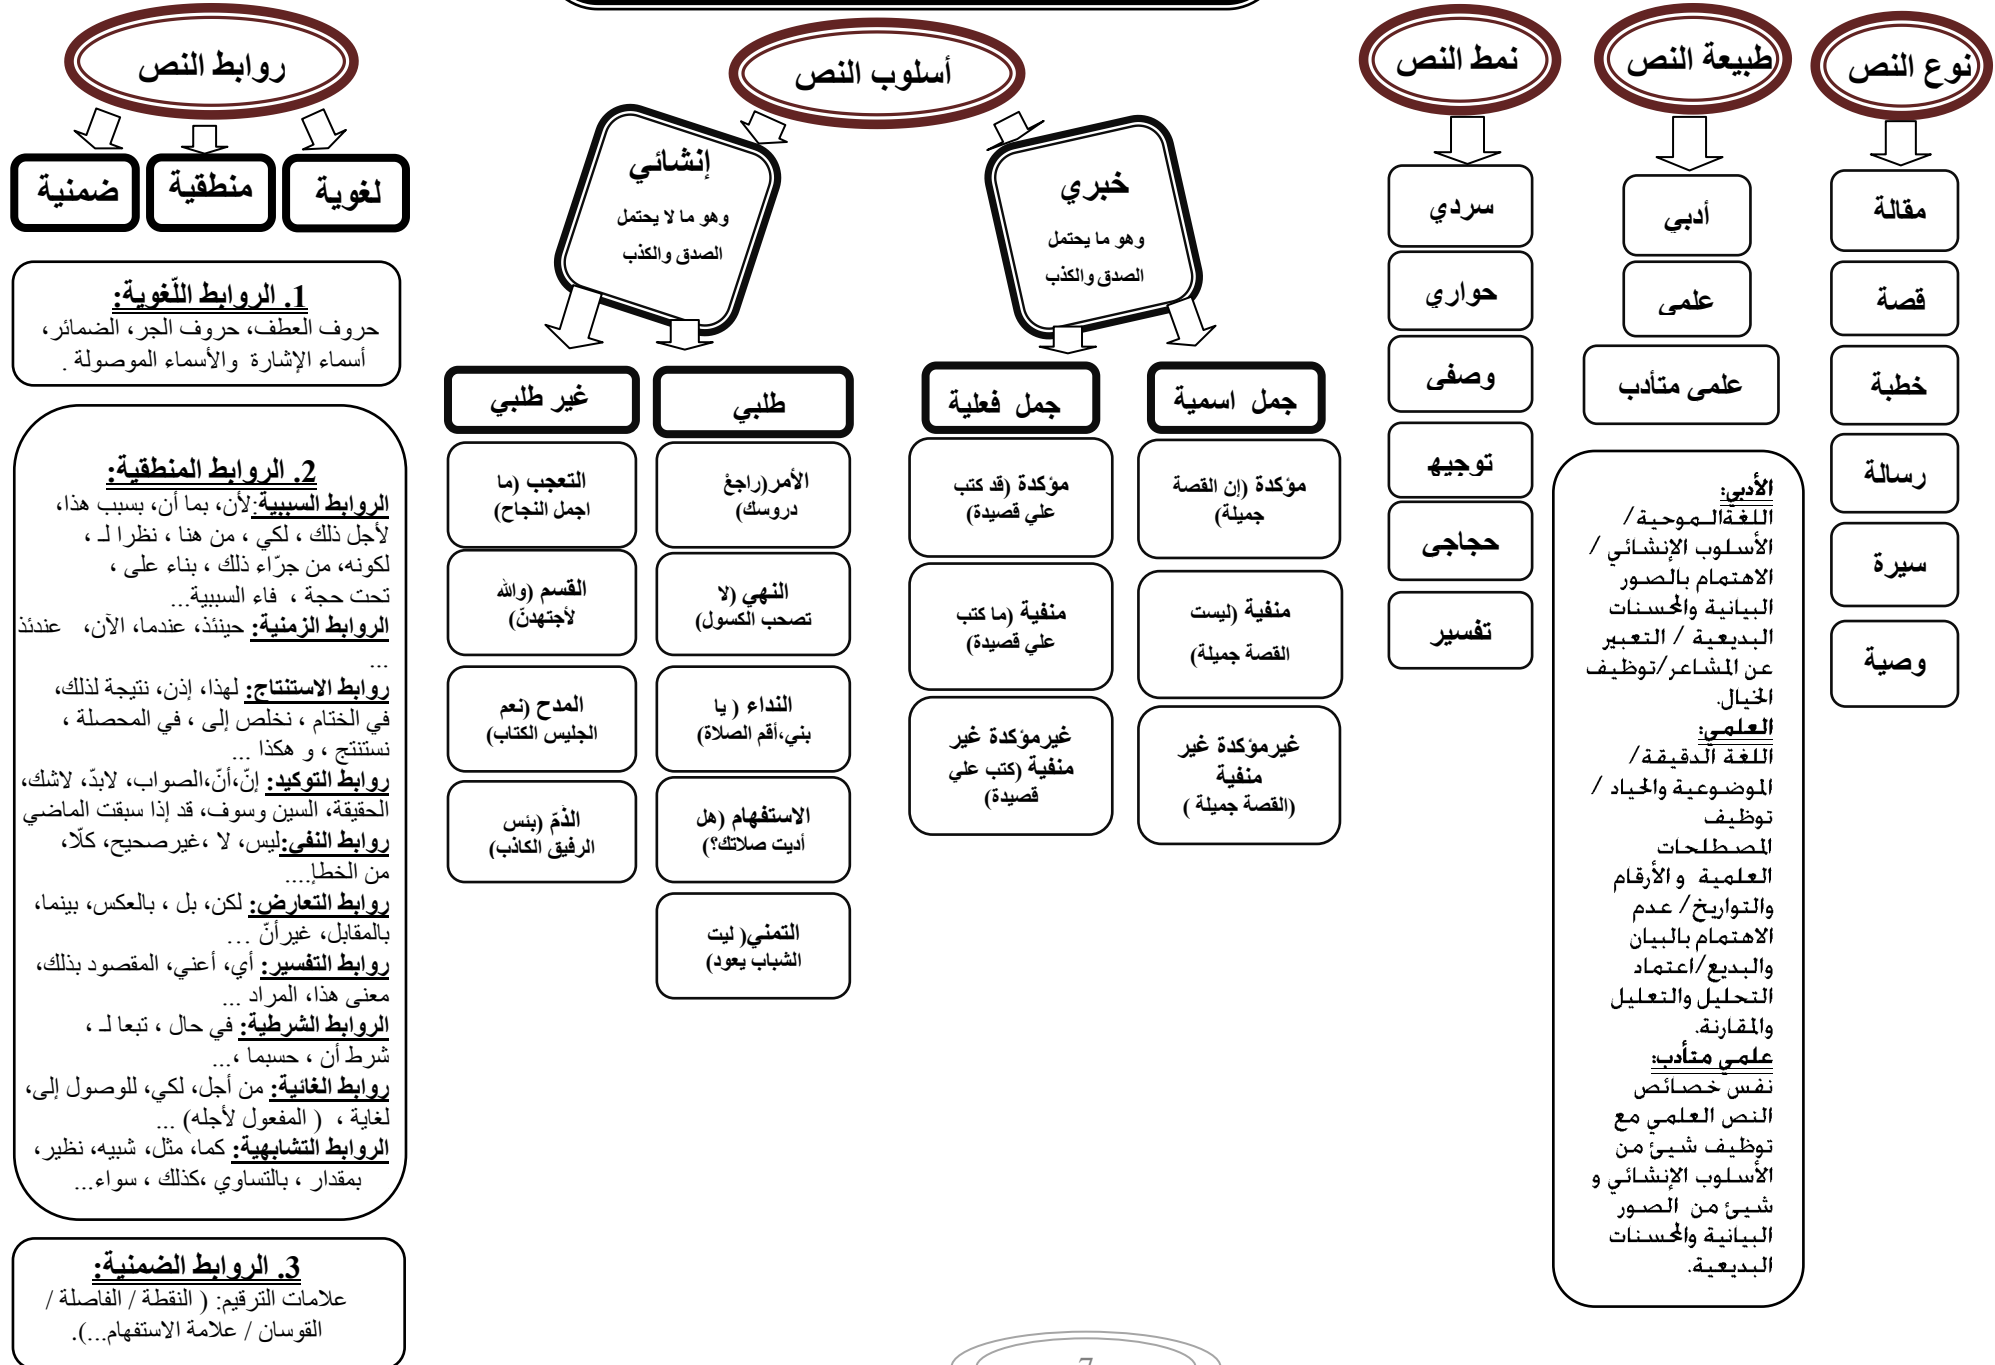 نوع النص
مقالة
قصة
خطبة
رسالة
سيرة
وصية
طبيعة النص
أدبي
علمى
علمى متأدب
الأدبي:
اللغةالـموحية/
الأسلوب الإنشائي /
الاهتمام بالصور
البيانية والمحسنات
البديعية / التعبير
عن المشاعر/توظيف
الخيال.
العلمي:
اللغة الدقيقة/
الموضوعية والحياد /
توظيف
المصطلحات
العلمية و الأرقام
والتواريخ/ عدم
الاهتمام بالبيان
والبديع/اعتماد
التحليل والتعليل
والمقارنة.
علمي متأدب:
نفس خصائص
النص العلمي مع
توظيف شيئ من
الأسلوب الإنشائي و
شيئ من الصور
البيانية والمحسنات
البديعية.
نمط النص
سردي
حواري
وصفى
توجيه
حجاجى
تفسير
أسلوب النص
خبري
وهو ما يحتمل
الصدق والكذب
جمل اسمية
مؤكدة (إن القصة
جميلة)
منفية (ليست
القصة جميلة)
غيرمؤكدة غير
منفية
(القصة جميلة )
جمل فعلية
مؤكدة (قد كتب
علي قصيدة)
منفية (ما كتب
علي قصيدة)
غيرمؤكدة غير
منفية (كتب علي
قصيدة)
إنشائي
وهو ما لا يحتمل
الصدق والكذب
طلبي
الأمر(راجعْ
دروسك)
النهي (لا
تصحب الكسول)
النداء ( يا
بني،أقم الصلاة)
الاستفهام (هل
أديت صلاتك؟)
التمني( ليت
الشباب يعود)
غير طلبي
التعجب (ما
اجمل النجاح)
القسم (والله
لأجتهدنّ)
المدح (نعم
الجليس الكتاب)
الذّمّ (بئس
الرفيق الكاذب)
روابط النص
لغوية
منطقية
ضمنية
1. الروابط اللّغوية:
حروف العطف، حروف الجر، الضمائر،
أسماء الإشارة والأسماء الموصولة .
2. الروابط المنطقية:
الروابط السببية:لأن، بما أن، بسبب هذا،
لأجل ذلك ، لكي ، من هنا ، نظرا لـ ،
لكونه، من جرّاء ذلك ، بناء على ،
تحت حجة ، فاء السببية...
الروابط الزمنية: حينئذ، عندما، الآن، عندئذ
...
روابط الاستنتاج: لهذا، إذن، نتيجة لذلك،
في الختام ، نخلص إلى ، في المحصلة ،
نستنتج ، و هكذا ...
روابط التوكيد: إنّ،أنّ،الصواب، لابدّ، لاشك،
الحقيقة، السين وسوف، قد إذا سبقت الماضي
روابط النفي:ليس، لا ،غيرصحيح، كلّا،
من الخطإ....
روابط التعارض: لكن، بل ، بالعكس، بينما،
بالمقابل، غيرأنّ ...
روابط التفسير: أي، أعني، المقصود بذلك،
معنى هذا، المراد ...
الروابط الشرطية: في حال ، تبعا لـ ،
شرط أن ، حسبما ،...
روابط الغائية: من أجل، لكي، للوصول إلى،
لغاية ، ( المفعول لأجله) ...
الروابط التشابهية: كما، مثل، شبيه، نظير،
بمقدار ، بالتساوي ،كذلك ، سواء...
3. الروابط الضمنية:
علامات الترقيم: ( النقطة / الفاصلة /
القوسان / علامة الاستفهام...).
7